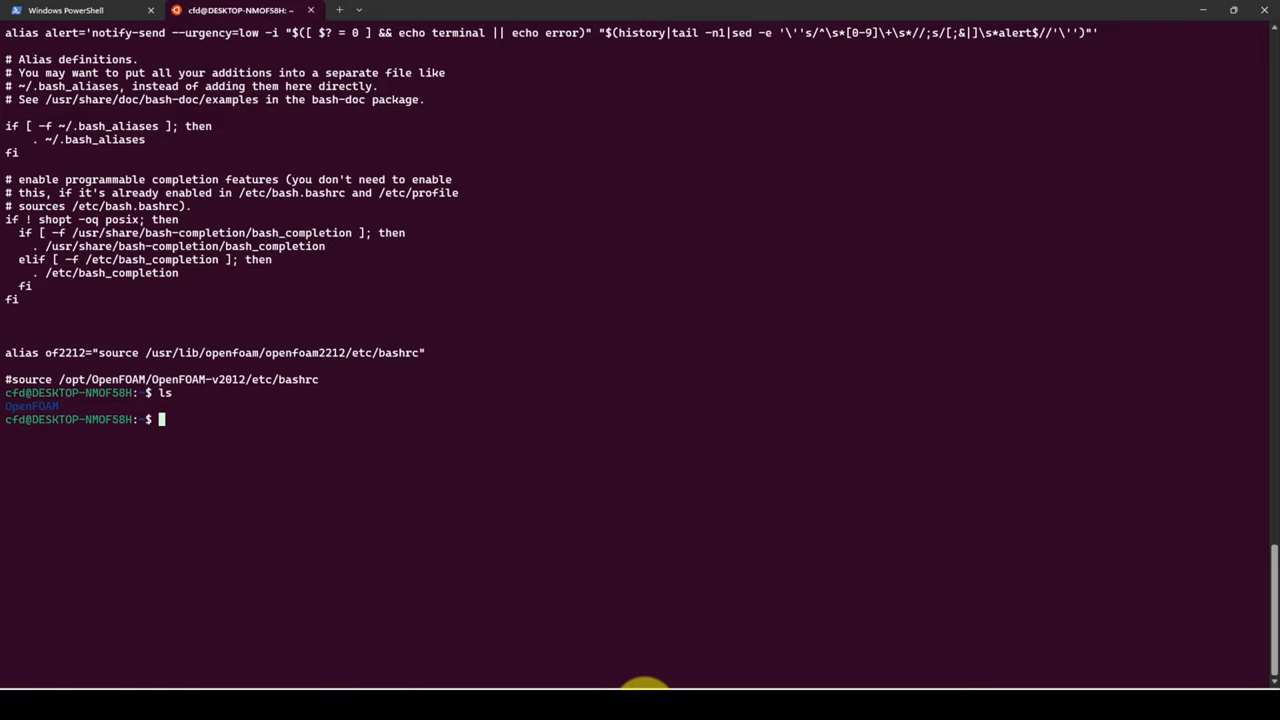 Windows PowerShell
cfd@DESKTOP-NMOF58H: ~
alias alert='notify-send --urgency=low -i "$([ $? = 0 ] && echo terminal || echo error)" "$(history|tail -n1|sed -e '\''s/^\s*[0-9]\+\s*//;s/[;&|]\s*alert$//'\'')"'
# Alias definitions.
# You may want to put all your additions into a separate file like
# ~/.bash_aliases, instead of adding them here directly.
# See /usr/share/doc/bash-doc/examples in the bash-doc package.
if [ -f ~/.bash_aliases ]; then
    . ~/.bash_aliases
fi
# enable programmable completion features (you don't need to enable
# this, if it's already enabled in /etc/bash.bashrc and /etc/profile
# sources /etc/bash.bashrc).
if ! shopt -oq posix; then
  if [ -f /usr/share/bash-completion/bash_completion ]; then
    . /usr/share/bash-completion/bash_completion
  elif [ -f /etc/bash_completion ]; then
    . /etc/bash_completion
  fi
fi
alias of2212="source /usr/lib/openfoam/openfoam2212/etc/bashrc"
#source /opt/OpenFOAM/OpenFOAM-v2012/etc/bashrc
cfd@DESKTOP-NMOF58H:~$ ls
OpenFOAM
cfd@DESKTOP-NMOF58H:~$